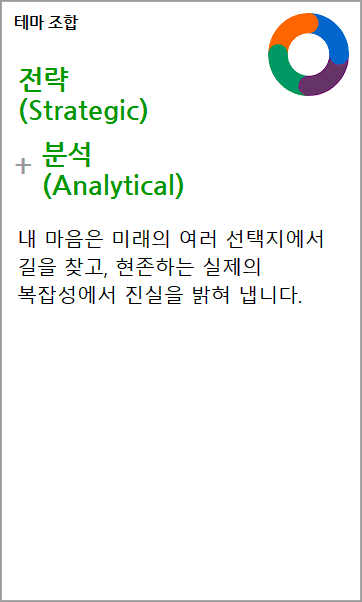 테마 조합
전략
(Strategic)
+ 분석
(Analytical)
내 마음은 미래의 여러 선택지에서
길을 찾고, 현존하는 실제의
복잡성에서 진실을 밝혀 냅니다.